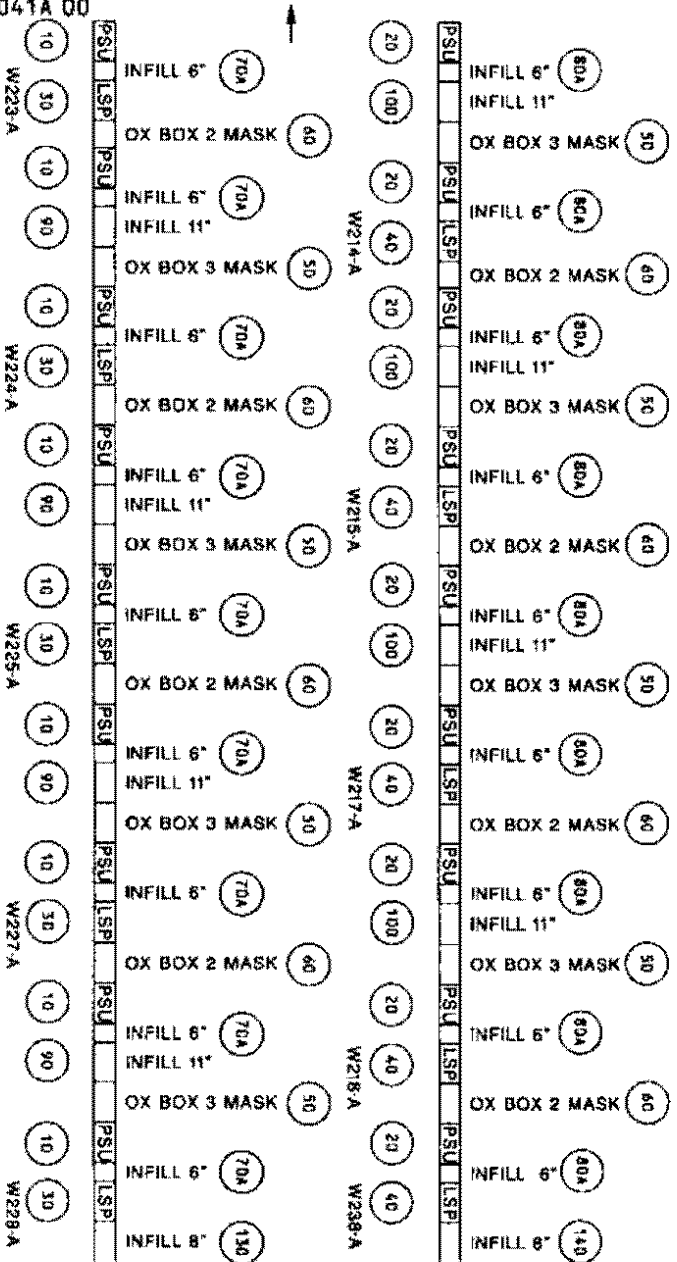 041A 00
10 PSU INFILL 6" 70A
W223-A 30 LSP
OX BOX 2 MASK 60
10 PSU INFILL 6" 70A
90 INFILL 11"
OX BOX 3 MASK 50
10 PSU INFILL 6" 70A
W224-A 30 LSP
OX BOX 2 MASK 60
10 PSU INFILL 6" 70A
90 INFILL 11"
OX BOX 3 MASK 50
10 PSU INFILL 6" 70A
W225-A 30 LSP
OX BOX 2 MASK 60
10 PSU INFILL 6" 70A
90 INFILL 11"
OX BOX 3 MASK 50
10 PSU INFILL 6" 70A
W227-A 30 LSP
OX BOX 2 MASK 60
10 PSU INFILL 6" 70A
90 INFILL 11"
OX BOX 3 MASK 50
10 PSU INFILL 6" 70A
W228-A 30 LSP
INFILL 8" 130
20 PSU INFILL 6" 80A
100 INFILL 11"
OX BOX 3 MASK 50
20 PSU INFILL 6" 80A
W214-A 40 LSP
OX BOX 2 MASK 60
20 PSU INFILL 6" 80A
100 INFILL 11"
OX BOX 3 MASK 50
20 PSU INFILL 6" 80A
W215-A 40 LSP
OX BOX 2 MASK 60
20 PSU INFILL 6" 80A
100 INFILL 11"
OX BOX 3 MASK 50
20 PSU INFILL 6" 80A
W217-A 40 LSP
OX BOX 2 MASK 60
20 PSU INFILL 6" 80A
100 INFILL 11"
OX BOX 3 MASK 50
20 PSU INFILL 6" 80A
W218-A 40 LSP
OX BOX 2 MASK 60
20 PSU INFILL 6" 80A
W238-A 40 LSP
INFILL 8" 140